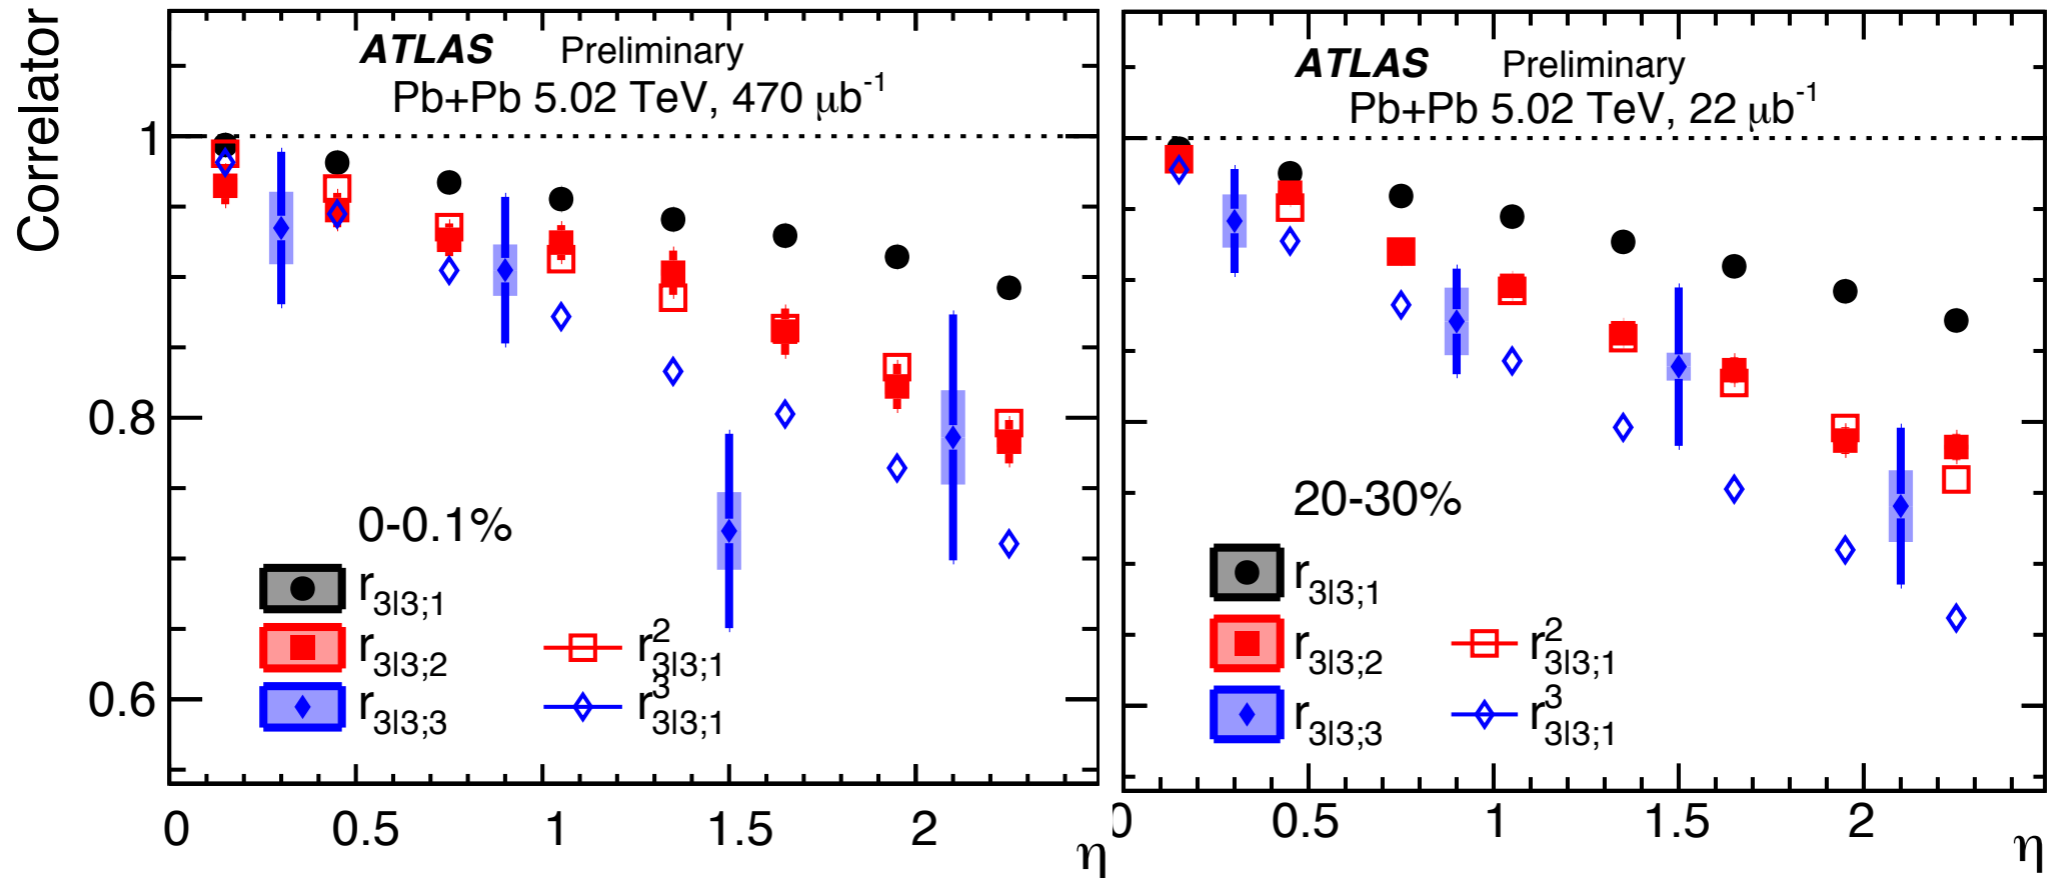 Correlator
ATLAS Preliminary
Pb+Pb 5.02 TeV, 470 μb⁻¹
1
0.8
0.6
0-0.1%
r3|3;1
r3|3;2 r²3|3;1
r3|3;3 r³3|3;1
0 0.5 1 1.5 2
η
ATLAS Preliminary
Pb+Pb 5.02 TeV, 22 μb⁻¹
20-30%
r3|3;1
r3|3;2 r²3|3;1
r3|3;3 r³3|3;1
0 0.5 1 1.5 2
η